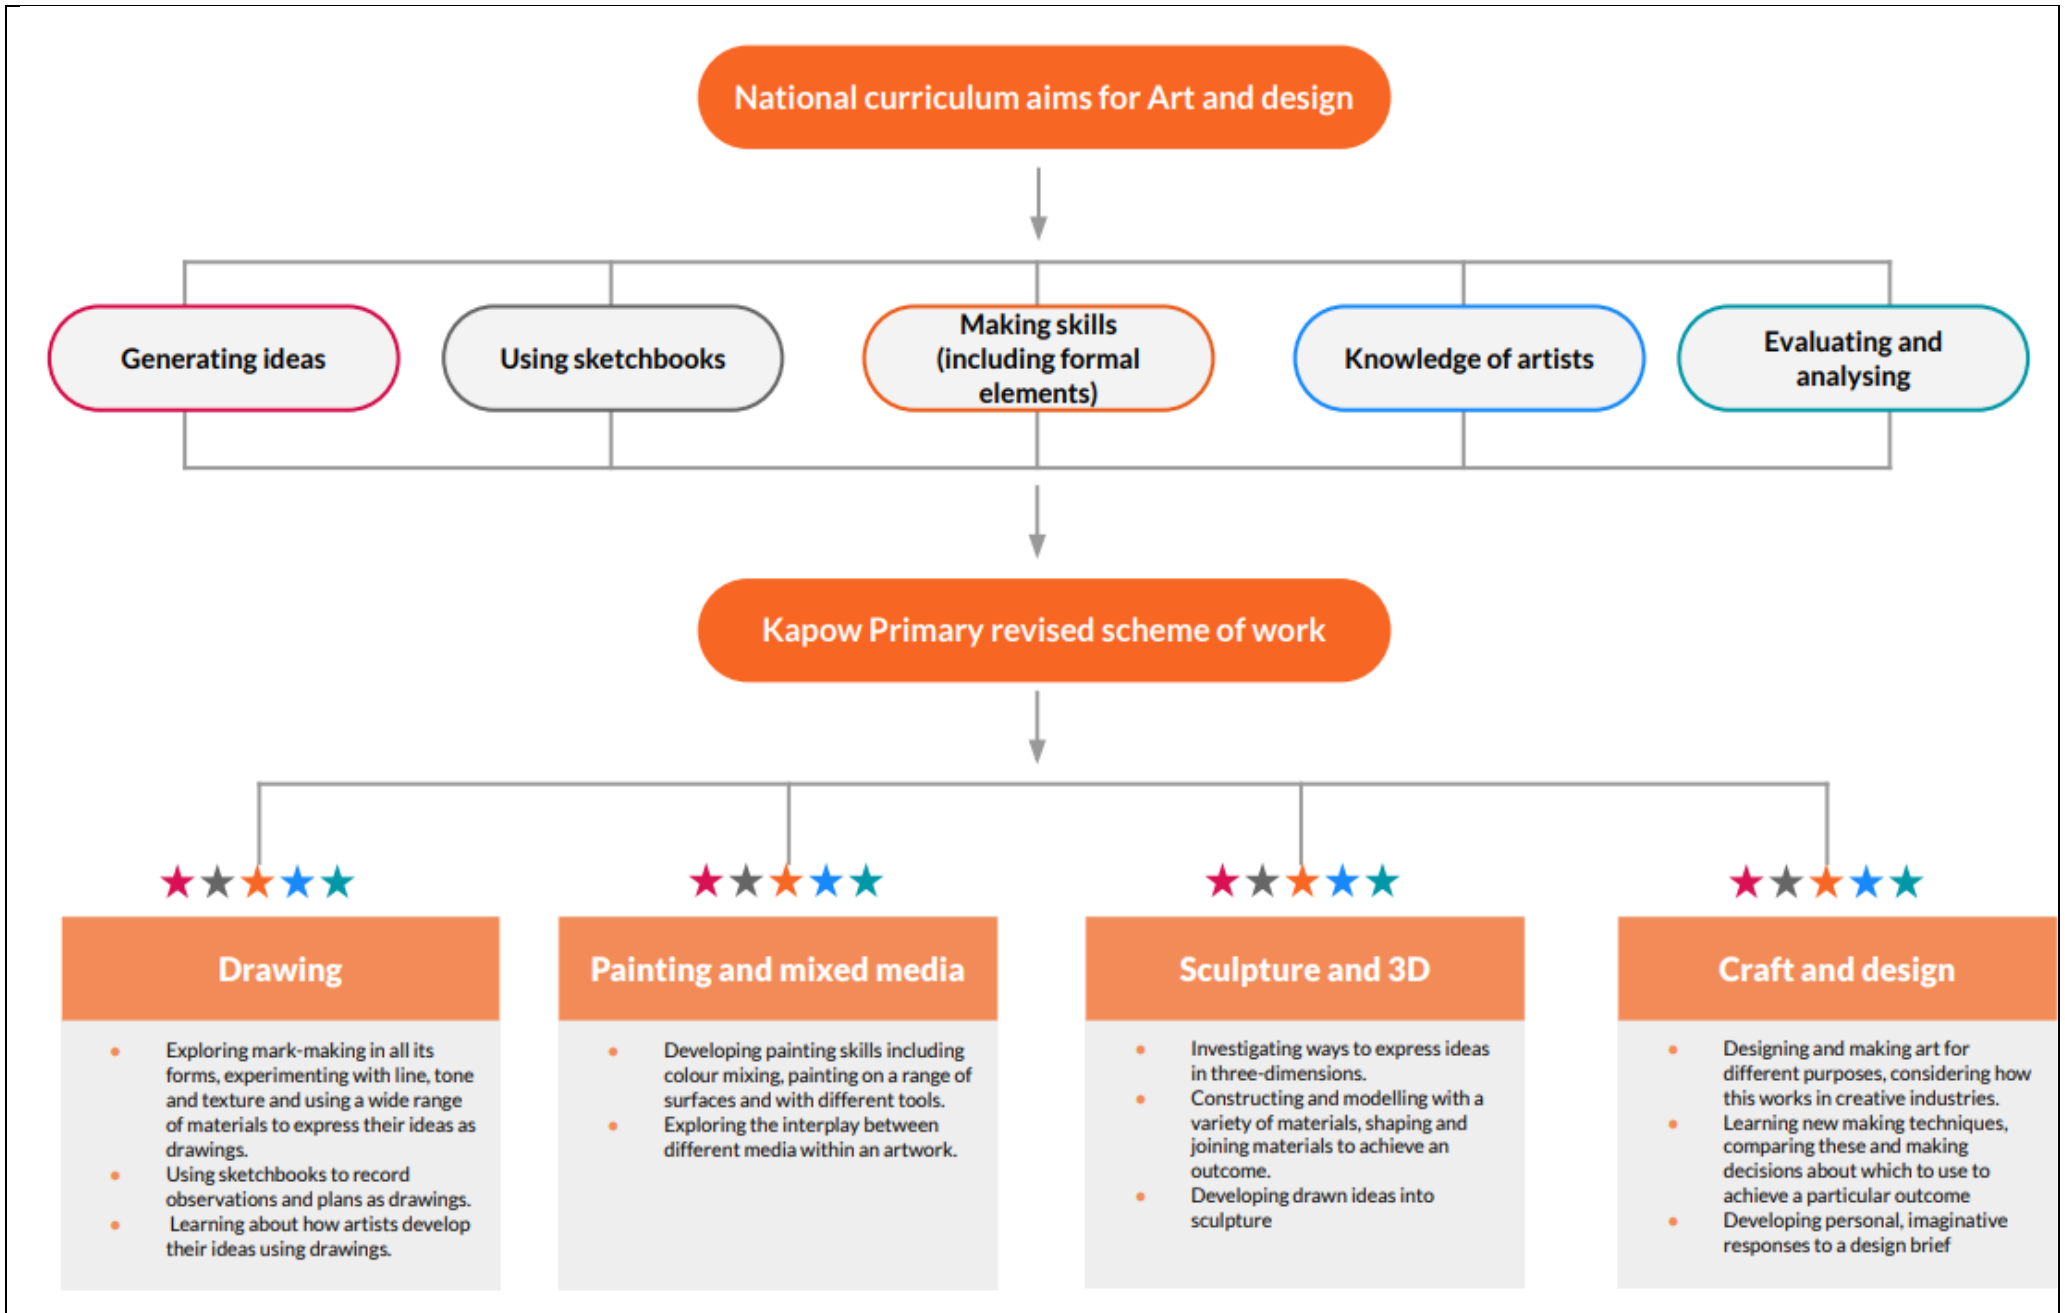 National curriculum aims for Art and design
Generating ideas
Using sketchbooks
Making skills
(including formal
elements)
Knowledge of artists
Evaluating and
analysing
Kapow Primary revised scheme of work
Drawing
Exploring mark-making in all its
forms, experimenting with line, tone
and texture and using a wide range
of materials to express their ideas as
drawings.
Using sketchbooks to record
observations and plans as drawings.
Learning about how artists develop
their ideas using drawings.
Painting and mixed media
Developing painting skills including
colour mixing, painting on a range of
surfaces and with different tools.
Exploring the interplay between
different media within an artwork.
Sculpture and 3D
Investigating ways to express ideas
in three-dimensions.
Constructing and modelling with a
variety of materials, shaping and
joining materials to achieve an
outcome.
Developing drawn ideas into
sculpture
Craft and design
Designing and making art for
different purposes, considering how
this works in creative industries.
Learning new making techniques,
comparing these and making
decisions about which to use to
achieve a particular outcome
Developing personal, imaginative
responses to a design brief